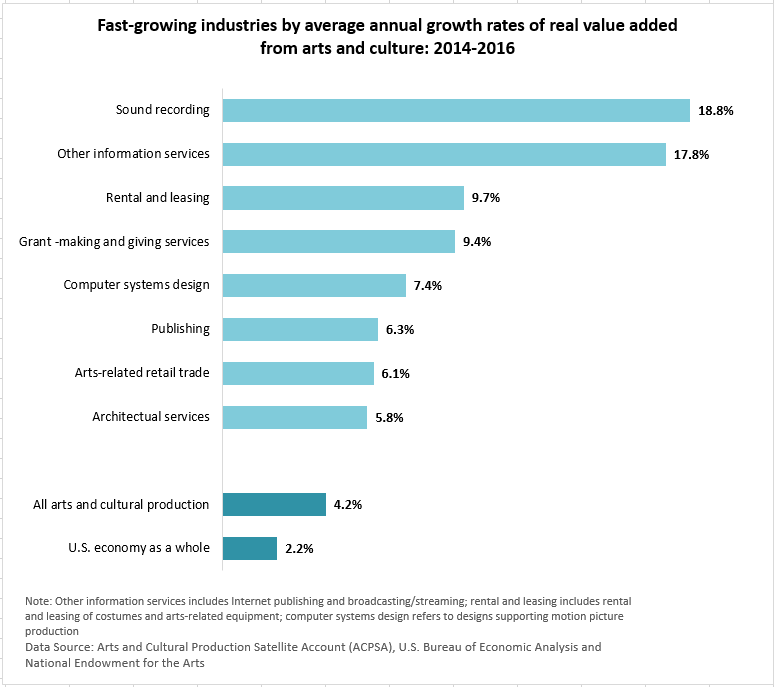 Fast-growing industries by average annual growth rates of real value added
from arts and culture: 2014-2016
Sound recording 18.8%
Other information services 17.8%
Rental and leasing 9.7%
Grant -making and giving services 9.4%
Computer systems design 7.4%
Publishing 6.3%
Arts-related retail trade 6.1%
Architectual services 5.8%
All arts and cultural production 4.2%
U.S. economy as a whole 2.2%
Note: Other information services includes Internet publishing and broadcasting/streaming; rental and leasing includes rental
and leasing of costumes and arts-related equipment; computer systems design refers to designs supporting motion picture
production
Data Source: Arts and Cultural Production Satellite Account (ACPSA), U.S. Bureau of Economic Analysis and
National Endowment for the Arts